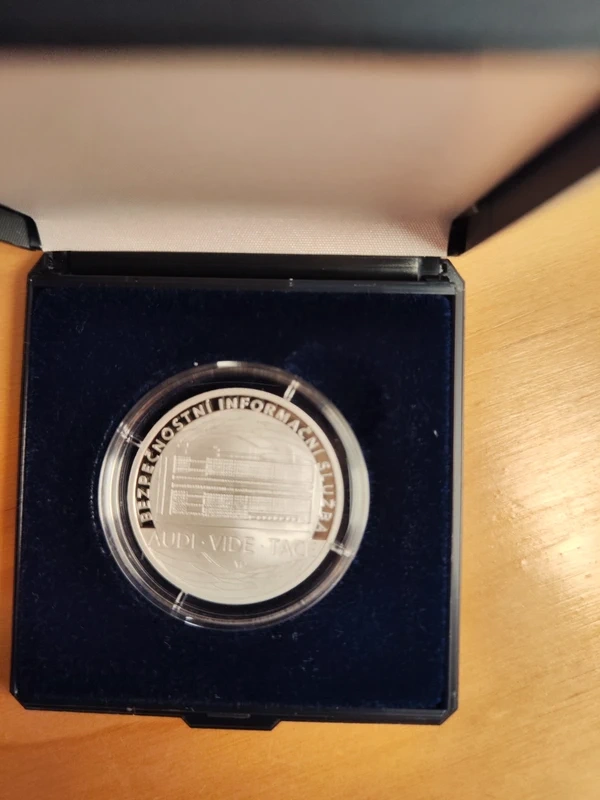 BEZPEČNOSTNÍ INFORMAČNÍ SLUŽBA
AUDI · VIDE · TACE